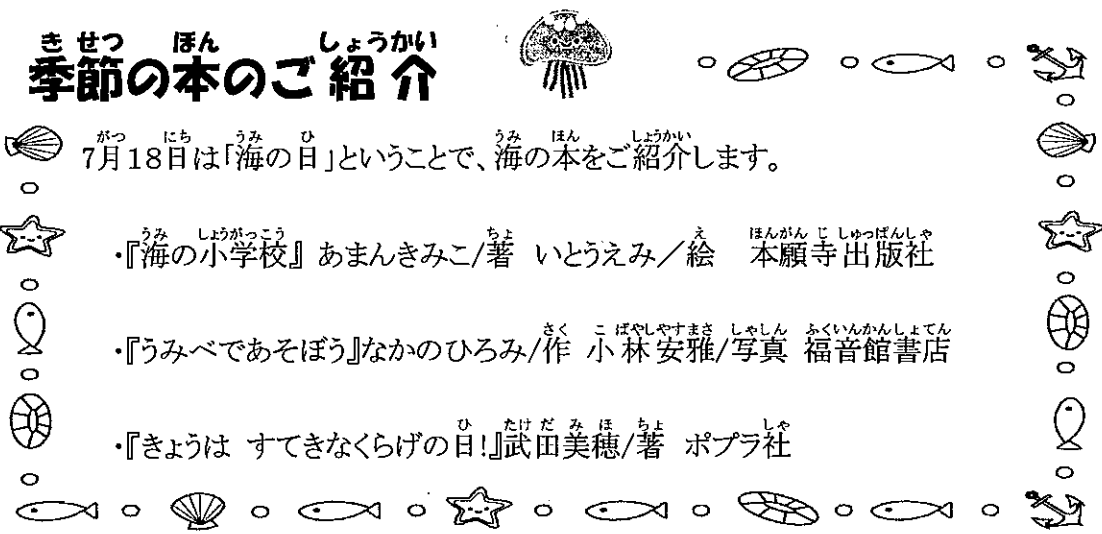 季節の本のご紹介
7月18日は「海の日」ということで、海の本をご紹介します。
・『海の小学校』 あまんきみこ/著 いとうえみ／絵 本願寺出版社
・『うみべであそぼう』なかのひろみ/作 小林安雅/写真 福音館書店
・『きょうは すてきなくらげの日!』武田美穂/著 ポプラ社